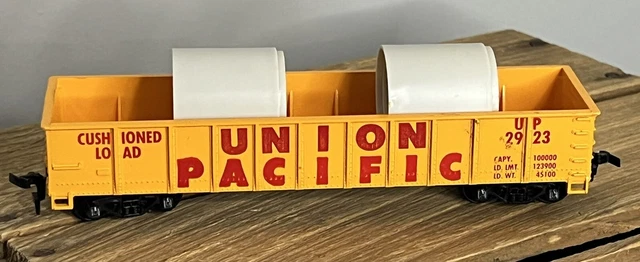 CUSHIONED
LOAD
UNION
PACIFIC
UP
2923
CAPY. 100000
LD. LMT. 123900
LD. WT. 45100